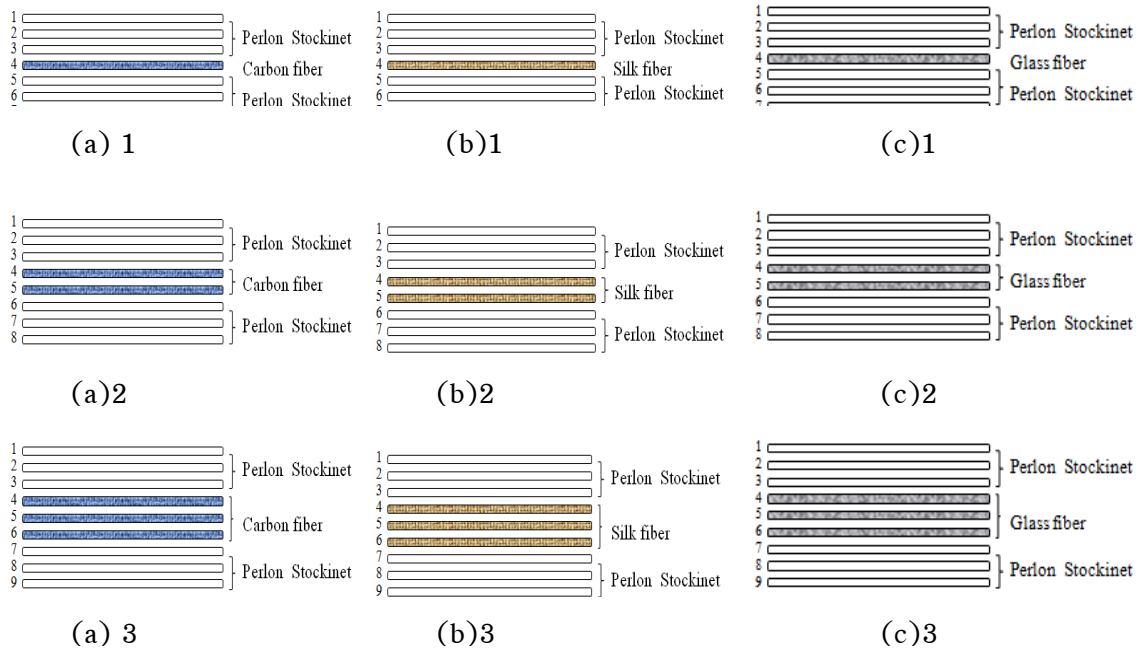 1
2
Perlon Stockinet
3
4 Carbon fiber
5
6 Perlon Stockinet
(a) 1
1
2
Perlon Stockinet
3
4 Silk fiber
5
Perlon Stockinet
6
(b)1
1
2
Perlon Stockinet
3
4 Glass fiber
5
6 Perlon Stockinet
7
(c)1
1
2
Perlon Stockinet
3
4
Carbon fiber
5
6
7 Perlon Stockinet
8
(a)2
1
2
Perlon Stockinet
3
4
Silk fiber
5
6
7 Perlon Stockinet
8
(b)2
1
2
Perlon Stockinet
3
4
Glass fiber
5
6
7 Perlon Stockinet
8
(c)2
1
2
Perlon Stockinet
3
4
5 Carbon fiber
6
7
8 Perlon Stockinet
9
(a) 3
1
2
Perlon Stockinet
3
4
5 Silk fiber
6
7
8 Perlon Stockinet
9
(b)3
1
2
Perlon Stockinet
3
4
5 Glass fiber
6
7
8 Perlon Stockinet
9
(c)3